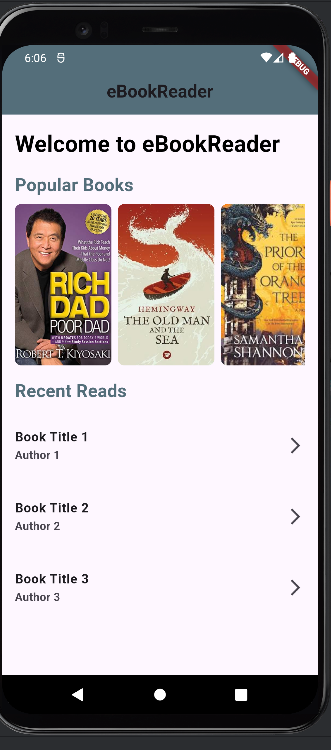 6:06
DEBUG
eBookReader
Welcome to eBookReader
Popular Books
RICH
DAD
POOR DAD
ROBERT T. KIYOSAKI
HEMINGWAY
THE OLD MAN
AND THE
SEA
THE
PRIOR
OF THE
ORANG
TREE
SAMANTHA
SHANNON
Recent Reads
Book Title 1
Author 1
Book Title 2
Author 2
Book Title 3
Author 3